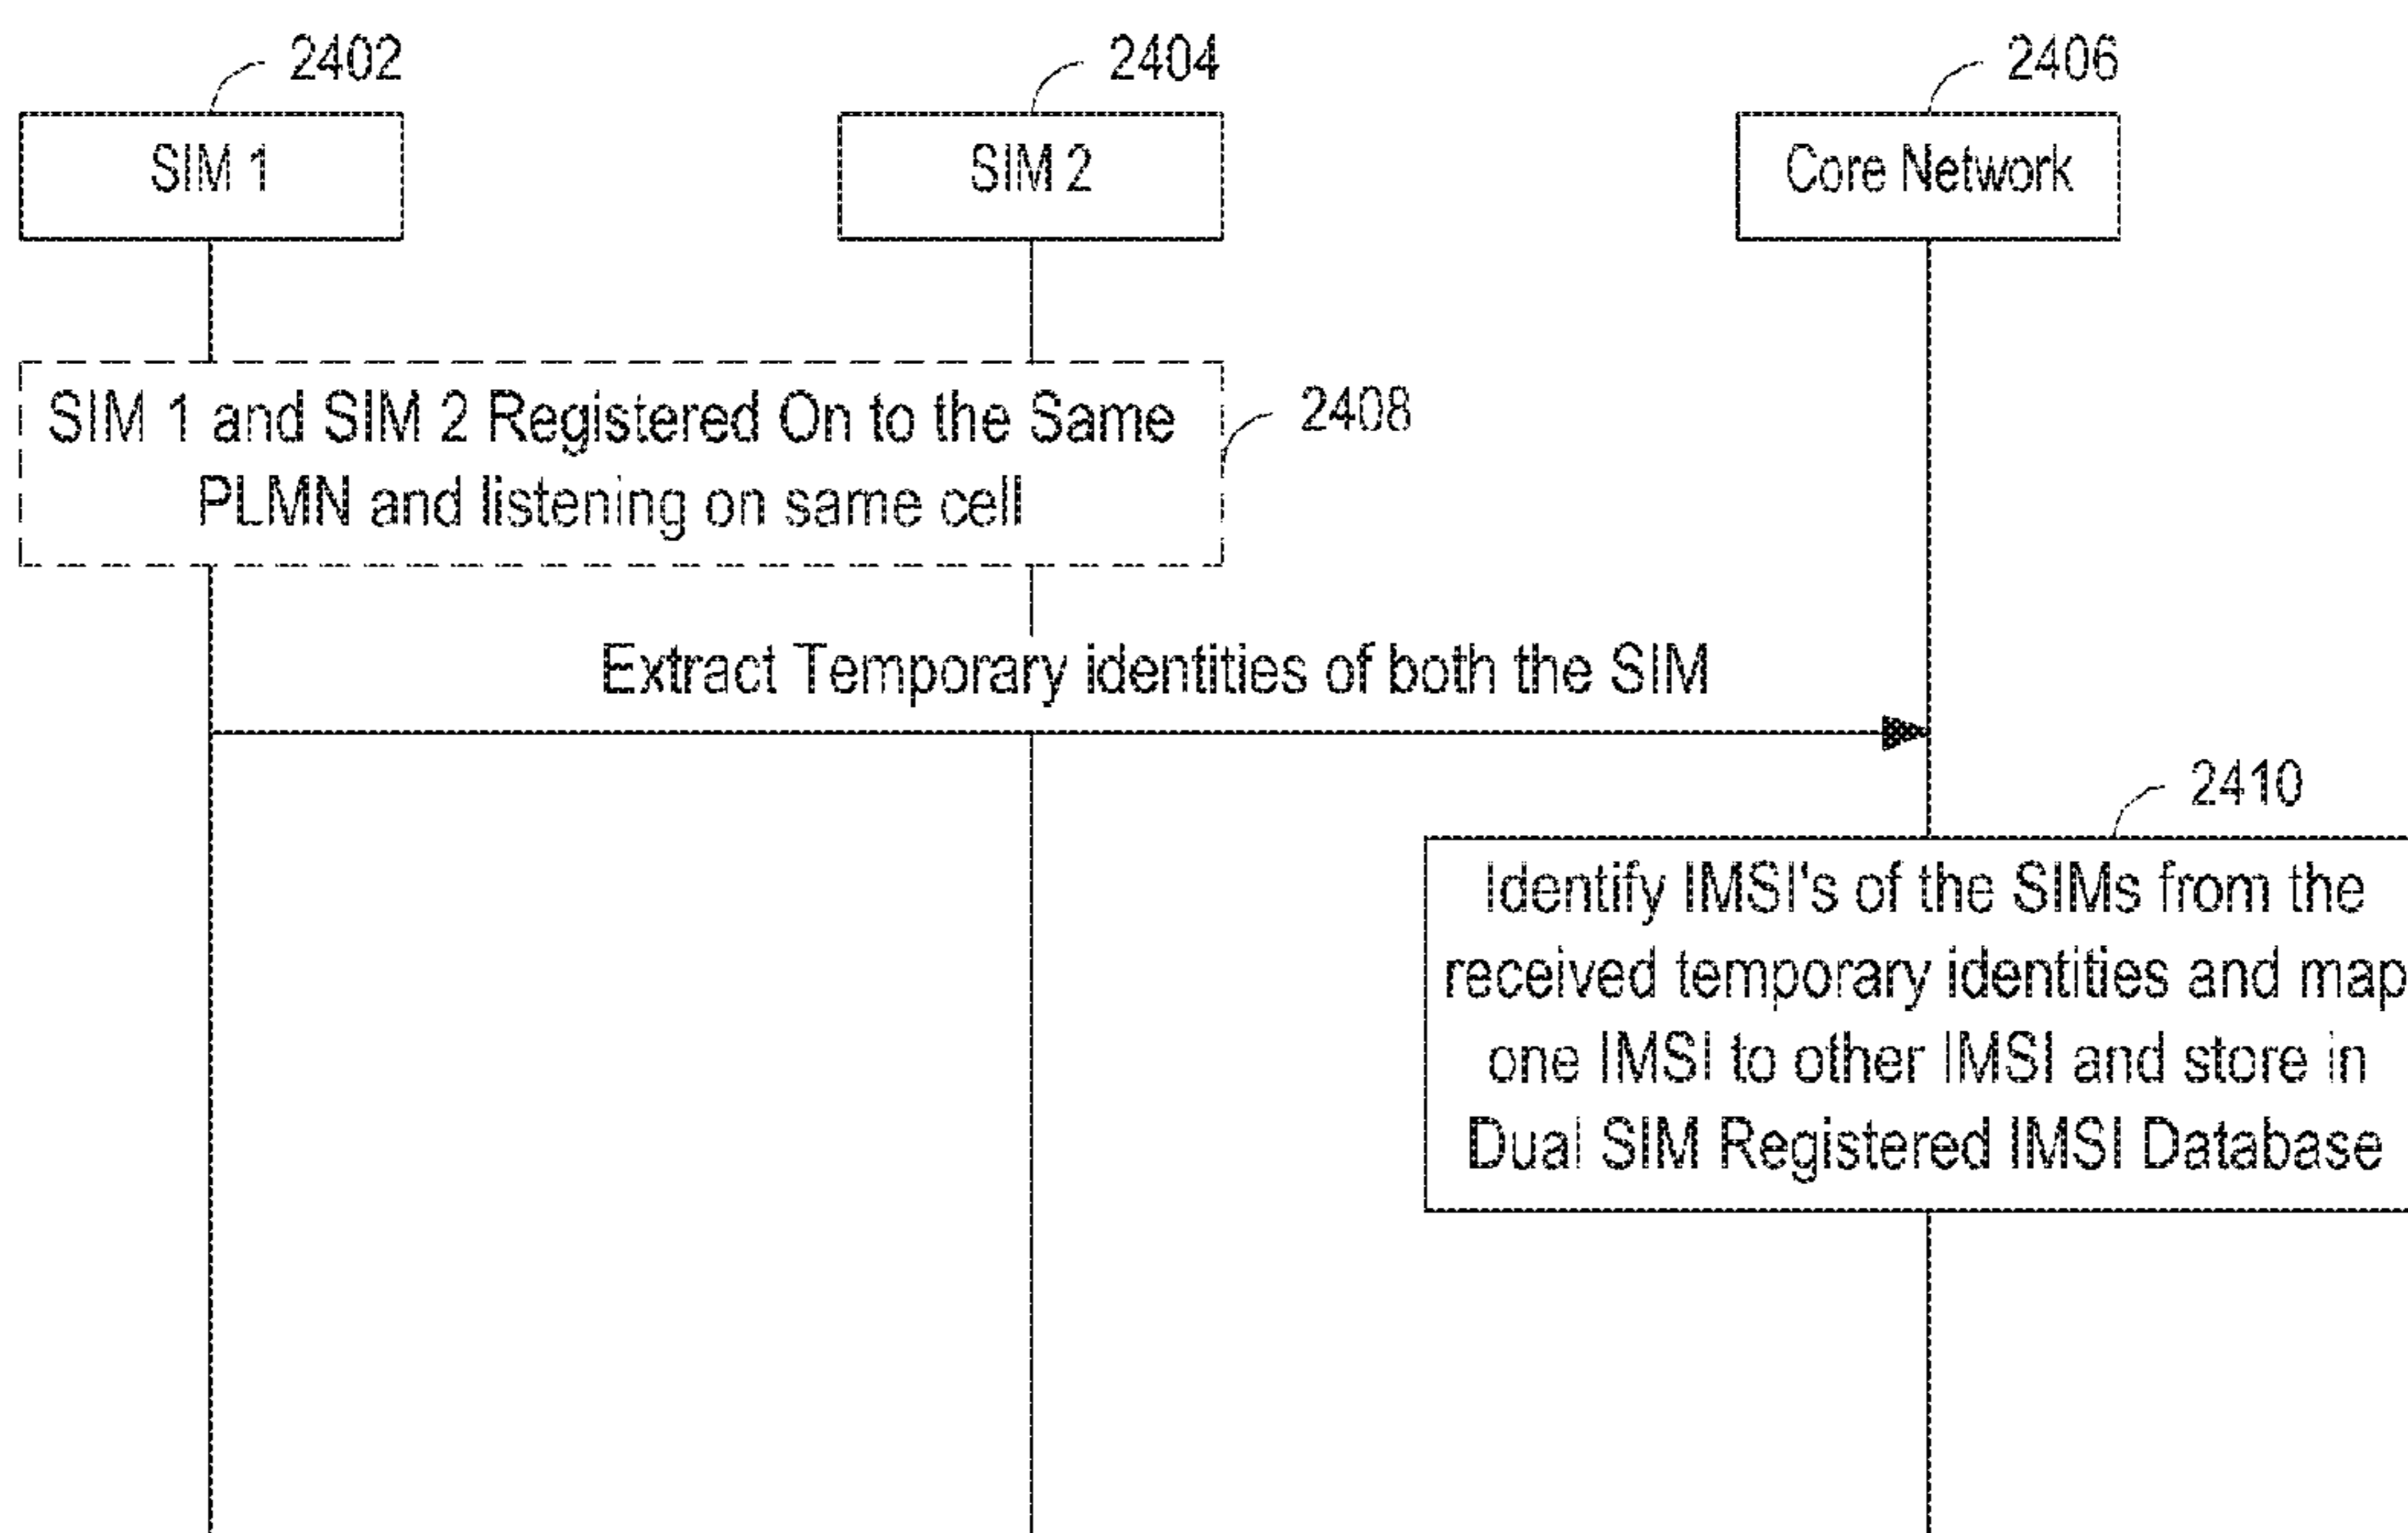 2402
2404
2406
SIM 1
SIM 2
Core Network
SIM 1 and SIM 2 Registered On to the Same
PLMN and listening on same cell
2408
Extract Temporary identities of both the SIM
2410
Identify IMSI's of the SIMs from the
received temporary identities and map
one IMSI to other IMSI and store in
Dual SIM Registered IMSI Database